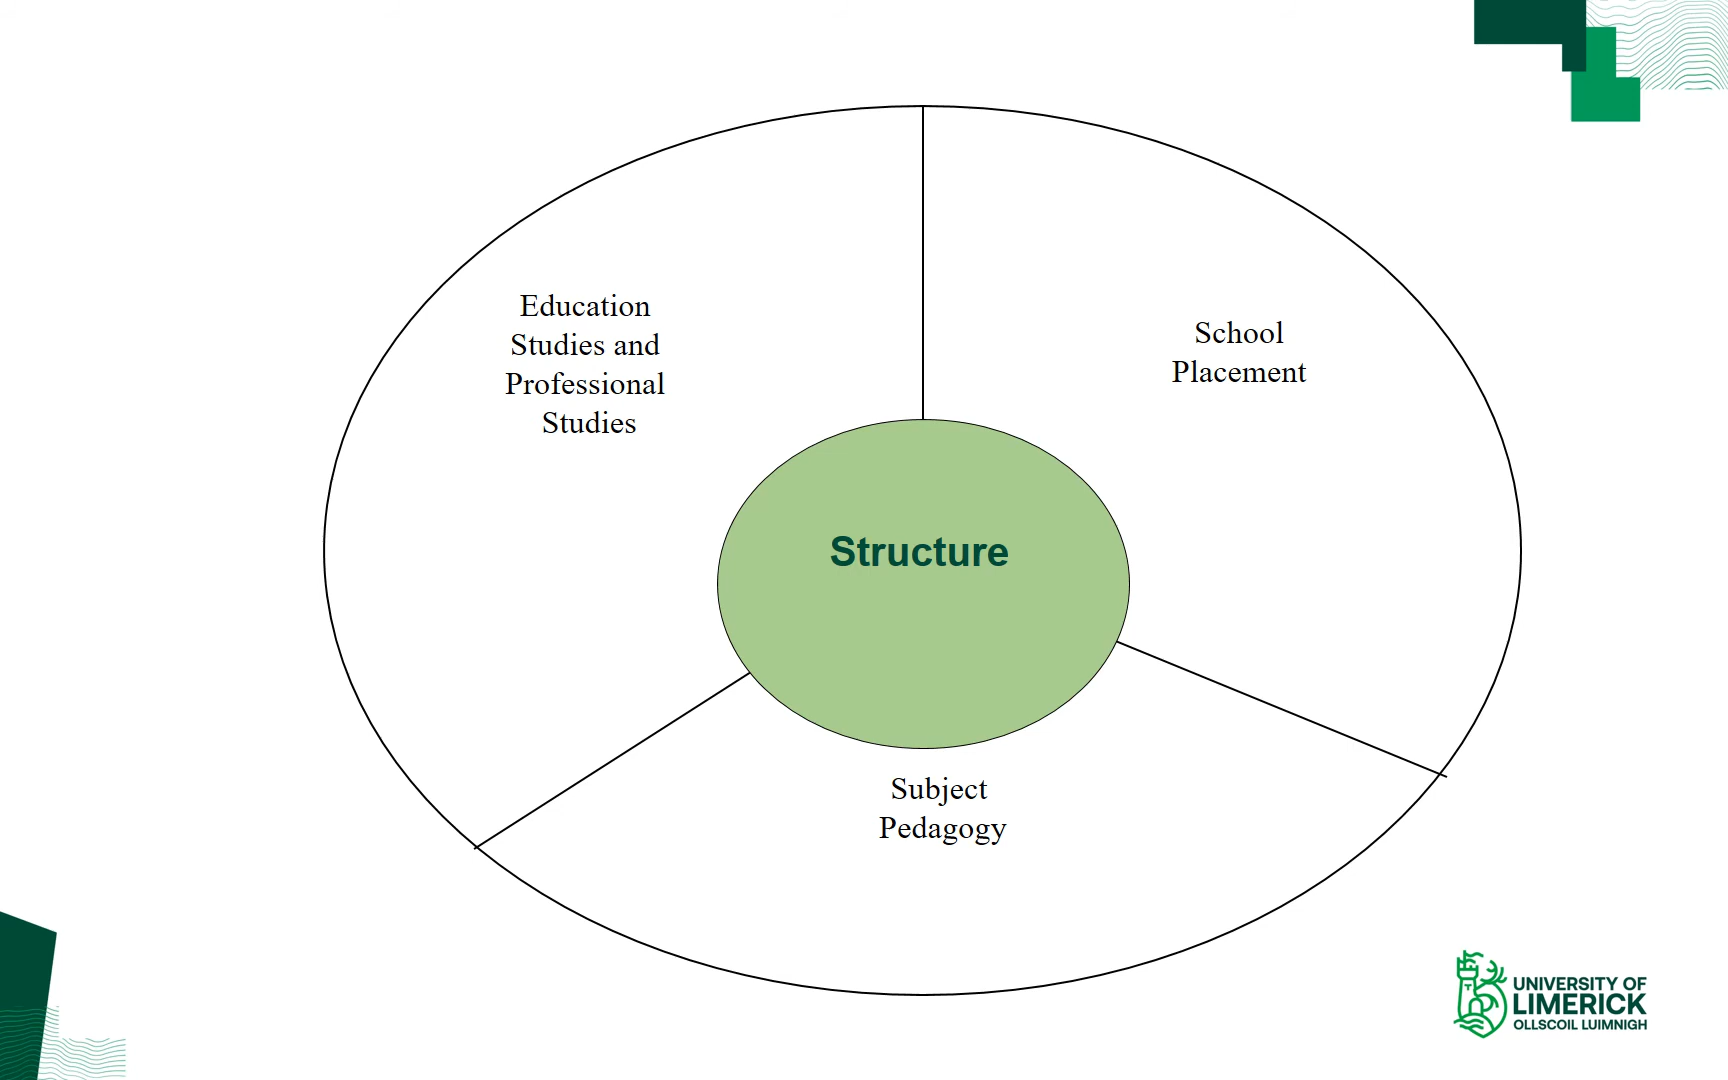 Education
Studies and
Professional
Studies
School
Placement
Structure
Subject
Pedagogy
UNIVERSITY OF
LIMERICK
OLLSCOIL LUIMNIGH